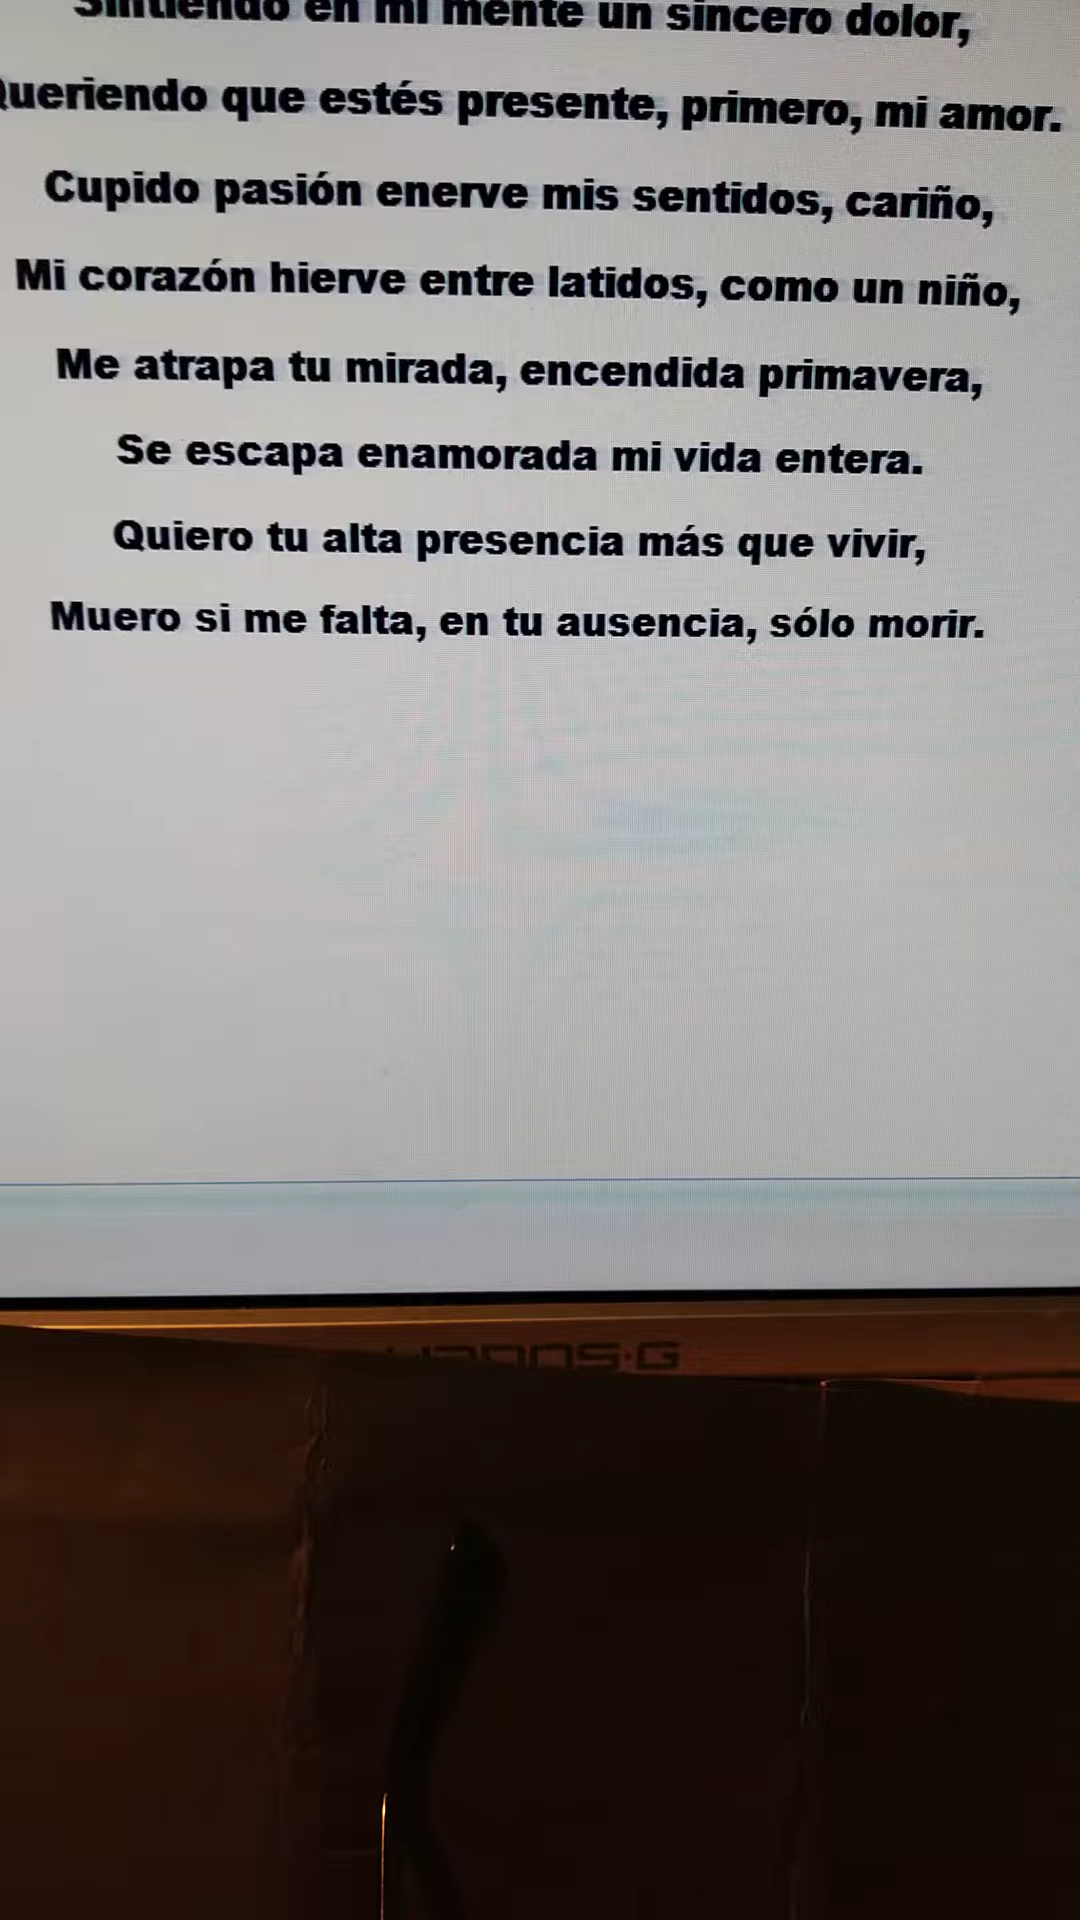 Sintiendo en mi mente un sincero dolor,
Queriendo que estés presente, primero, mi amor.
Cupido pasión enerve mis sentidos, cariño,
Mi corazón hierve entre latidos, como un niño,
Me atrapa tu mirada, encendida primavera,
Se escapa enamorada mi vida entera.
Quiero tu alta presencia más que vivir,
Muero si me falta, en tu ausencia, sólo morir.